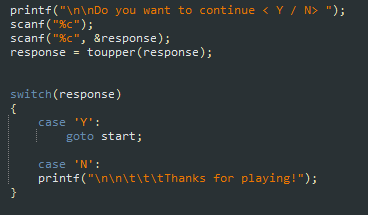 printf("\n\nDo you want to continue < Y / N> ");
scanf("%c");
scanf("%c", &response);
response = toupper(response);
switch(response)
{
case 'Y':
goto start;
case 'N':
printf("\n\n\t\t\tThanks for playing!");
}